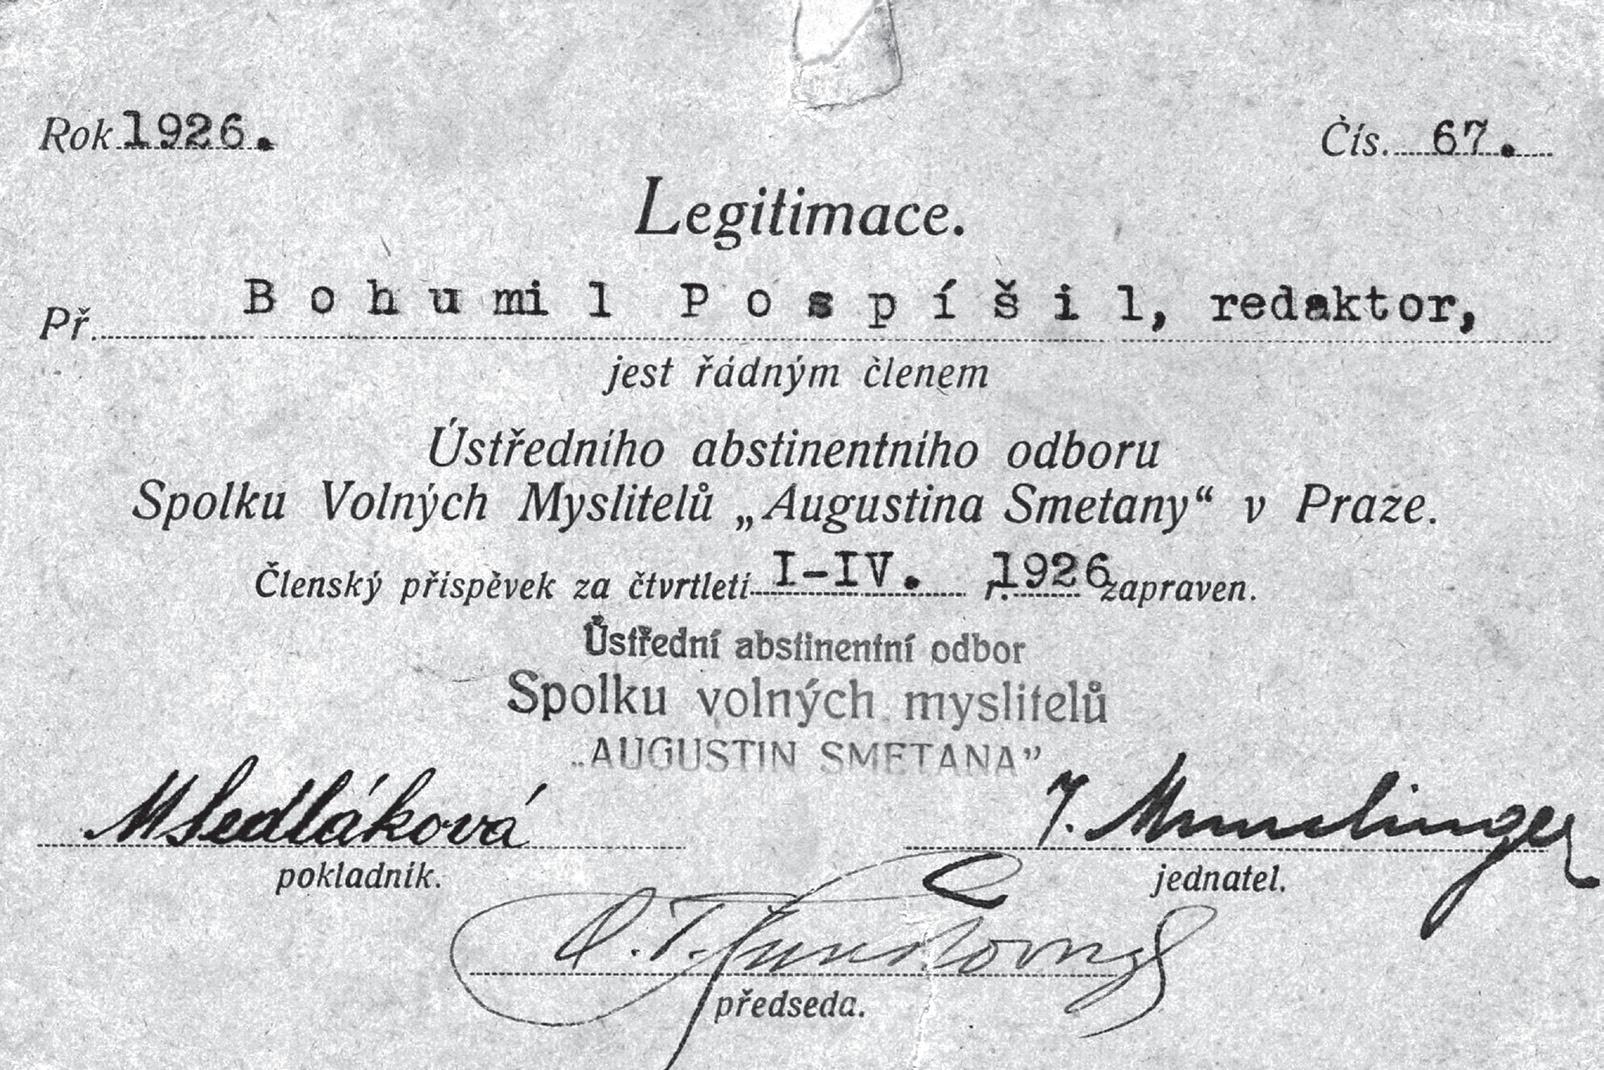 Rok 1926. Čís. 67.
Legitimace.
Př. Bohumil Pospíšil, redaktor,
jest řádným členem
Ústředního abstinentního odboru
Spolku Volných Myslitelů „Augustina Smetany“ v Praze.
Členský příspěvek za čtvrtletí I-IV. r. 1926 zapraven.
Ústřední abstinentní odbor
Spolku volných myslitelů
„AUGUSTIN SMETANA”
MSedláková
pokladník. jednatel.
předseda.